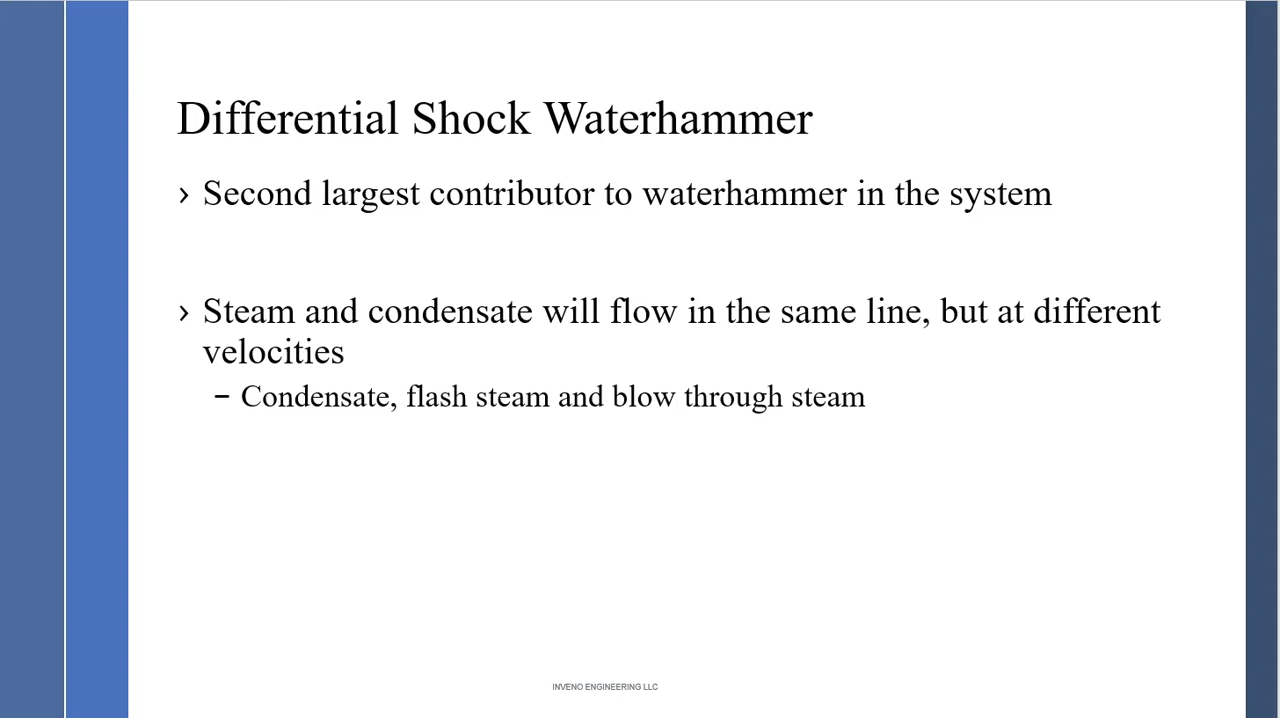 Differential Shock Waterhammer
› Second largest contributor to waterhammer in the system
› Steam and condensate will flow in the same line, but at different
velocities
– Condensate, flash steam and blow through steam
INVENO ENGINEERING LLC